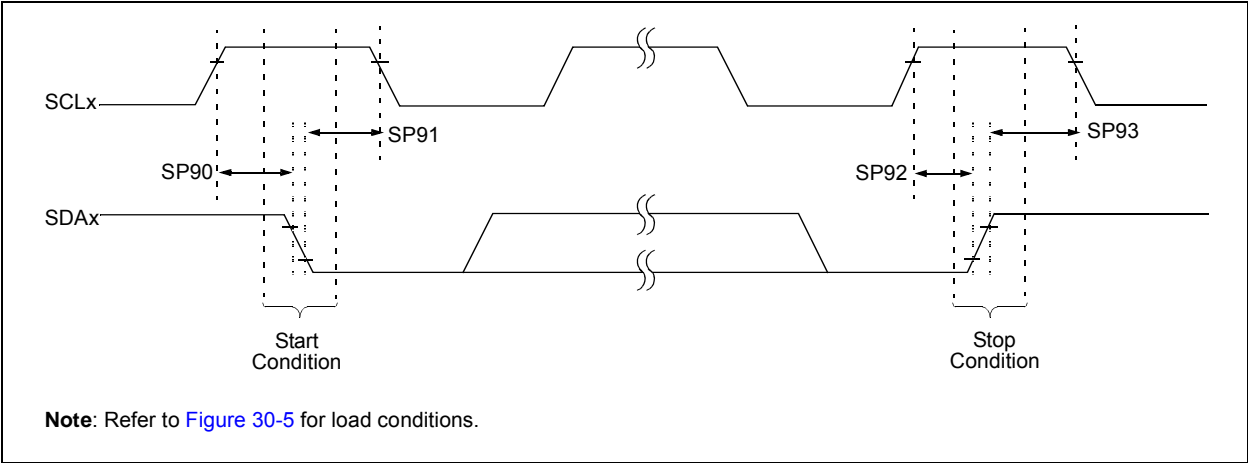 SCLx
SP91
SP93
SP90
SP92
SDAx
Start
Condition
Stop
Condition
Note: Refer to Figure 30-5 for load conditions.